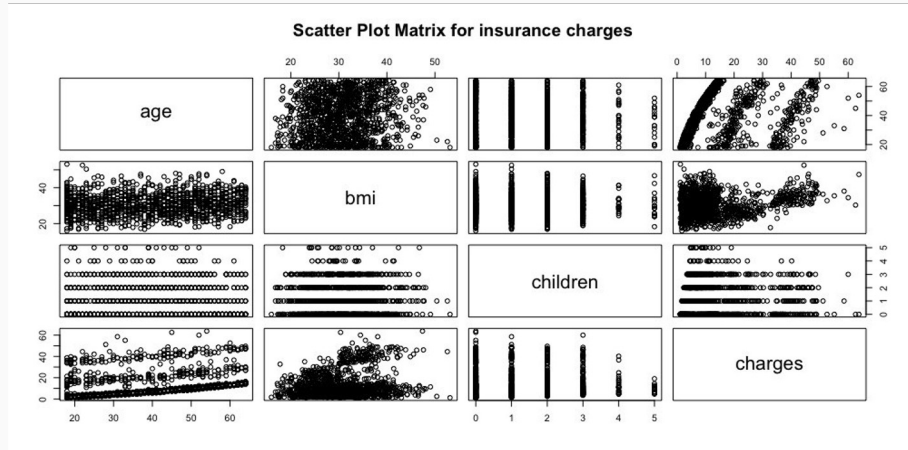 Scatter Plot Matrix for insurance charges
20 30 40 50
0 10 20 30 40 50 60
age
20 40 60
20 40
bmi
children
0 1 2 3 4 5
0 20 40 60
charges
20 30 40 50 60
0 1 2 3 4 5